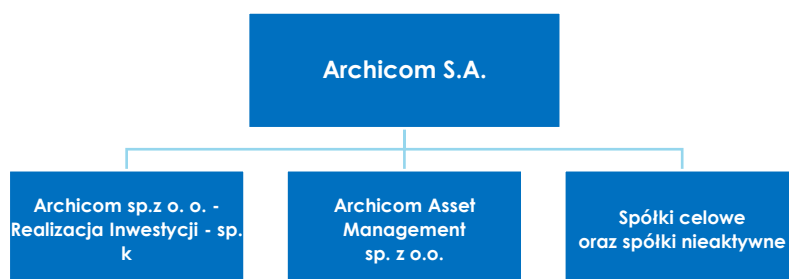 Archicom S.A.
Archicom sp.z o. o. -
Realizacja Inwestycji - sp.
k
Archicom Asset
Management
sp. z o.o.
Spółki celowe
oraz spółki nieaktywne